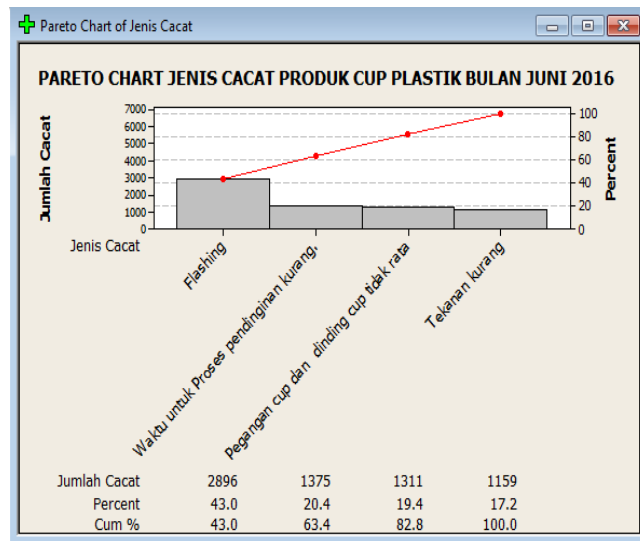 Pareto Chart of Jenis Cacat
PARETO CHART JENIS CACAT PRODUK CUP PLASTIK BULAN JUNI 2016
Jumlah Cacat
7000
6000
5000
4000
3000
2000
1000
0
100
80
60
40
20
0
Percent
Jenis Cacat
Flashing
Waktu untuk Proses pendinginan kurang,
Pegangan cup dan dinding cup tidak rata
Tekanan kurang
Jumlah Cacat 2896 1375 1311 1159
Percent 43.0 20.4 19.4 17.2
Cum % 43.0 63.4 82.8 100.0